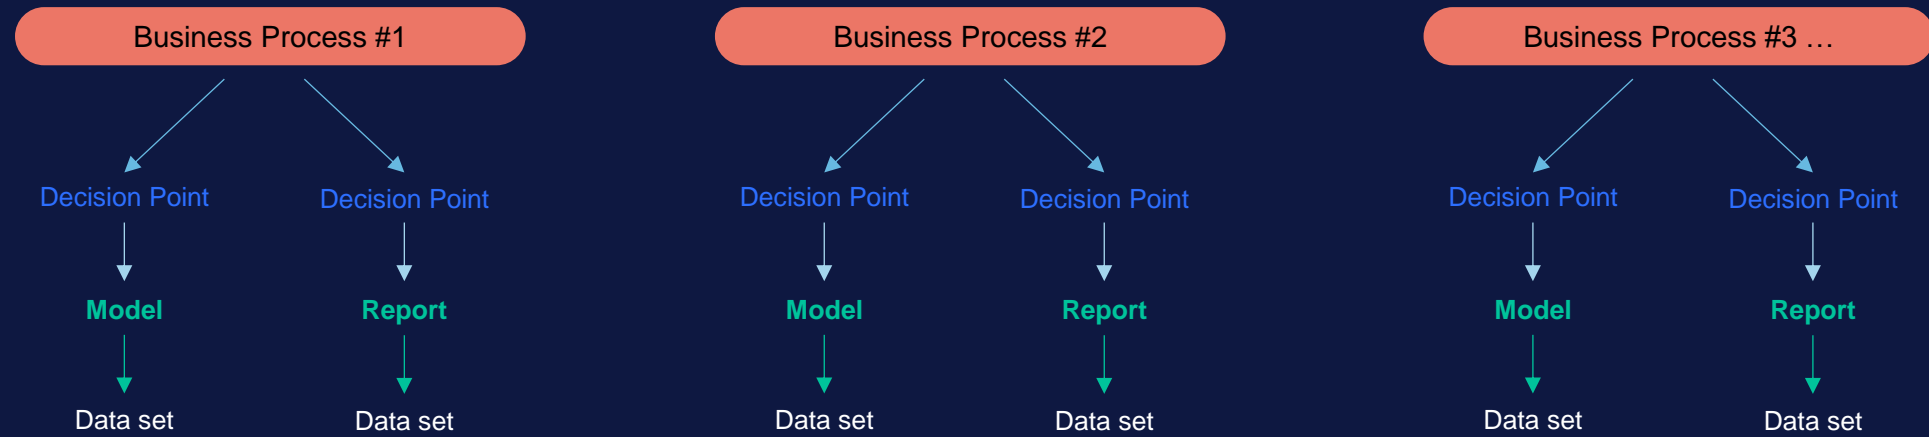 Business Process #1
Business Process #2
Business Process #3 …
Decision Point
Decision Point
Decision Point
Decision Point
Decision Point
Decision Point
Model
Report
Model
Report
Model
Report
Data set
Data set
Data set
Data set
Data set
Data set